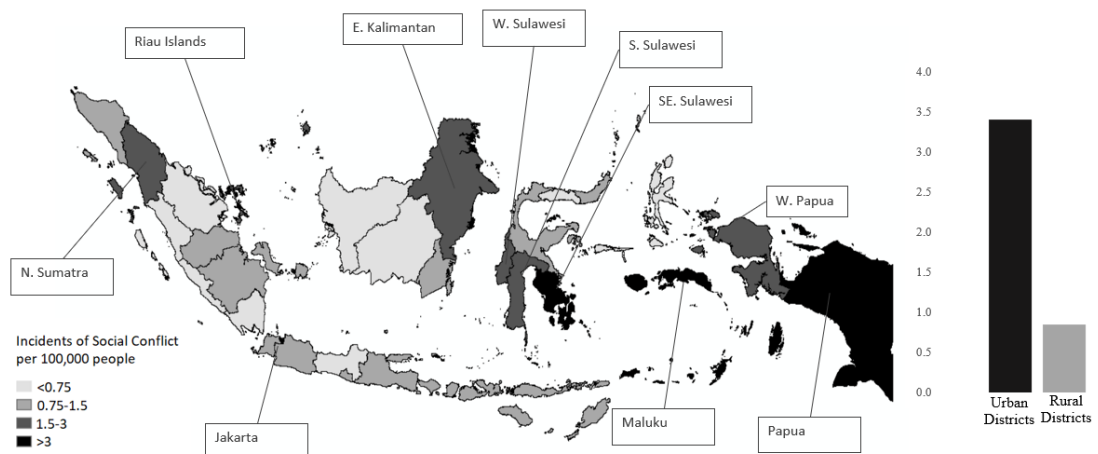 E. Kalimantan
W. Sulawesi
Riau Islands
S. Sulawesi
SE. Sulawesi
W. Papua
N. Sumatra
Incidents of Social Conflict
per 100,000 people
<0.75
0.75-1.5
1.5-3
>3
Jakarta
Maluku
Papua
4.0
3.5
3.0
2.5
2.0
1.5
1.0
0.5
0.0
Urban
Districts
Rural
Districts